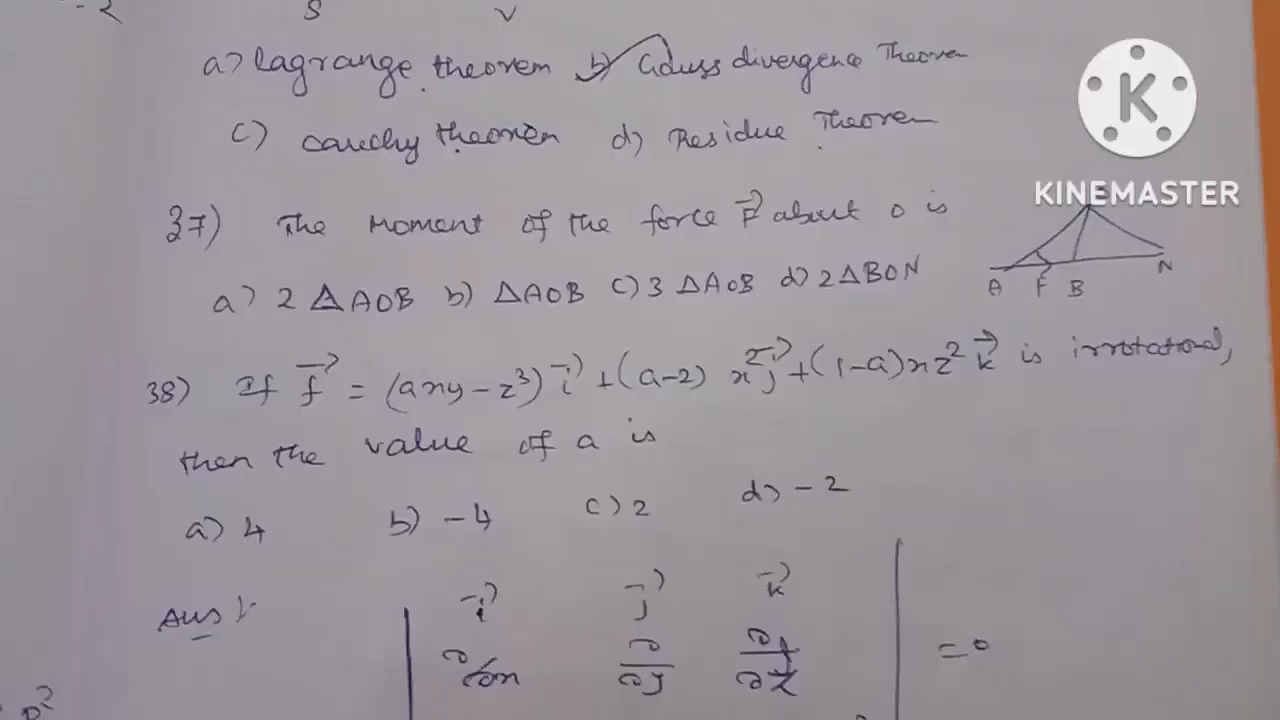 S V
a) Lagrange theorem b) Gauss divergence Theorem
c) Cauchy theorem d) Residue Theorem
K
KINEMASTER
37) The Moment of the force F⃗ about O is
a) 2 ΔAOB b) ΔAOB c) 3 ΔAOB d) 2 ΔBON
A F B N
38) If f⃗ = (axy - z³) i⃗ + (a-2) x² j⃗ + (1-a) x z² k⃗ is irrotational,
then the value of a is
a) 4 b) -4 c) 2 d) -2
Ans:
i⃗ j⃗ k⃗
∂/∂x ∂/∂y ∂/∂z = 0